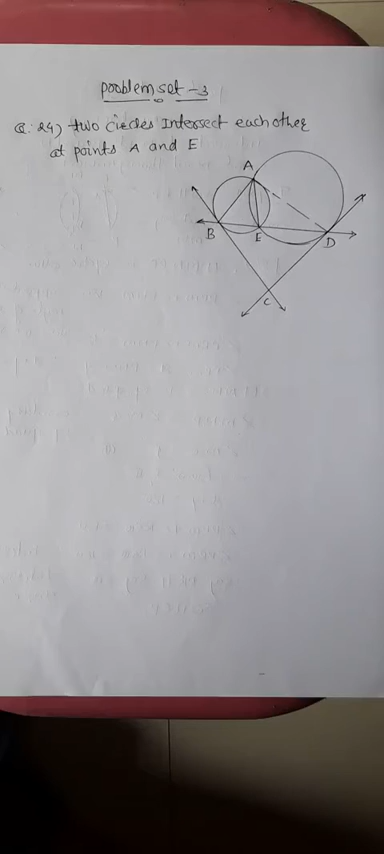 problem set - 3
Q. 24) two circles Intersect each other
at points A and E
A
B
E
D
C